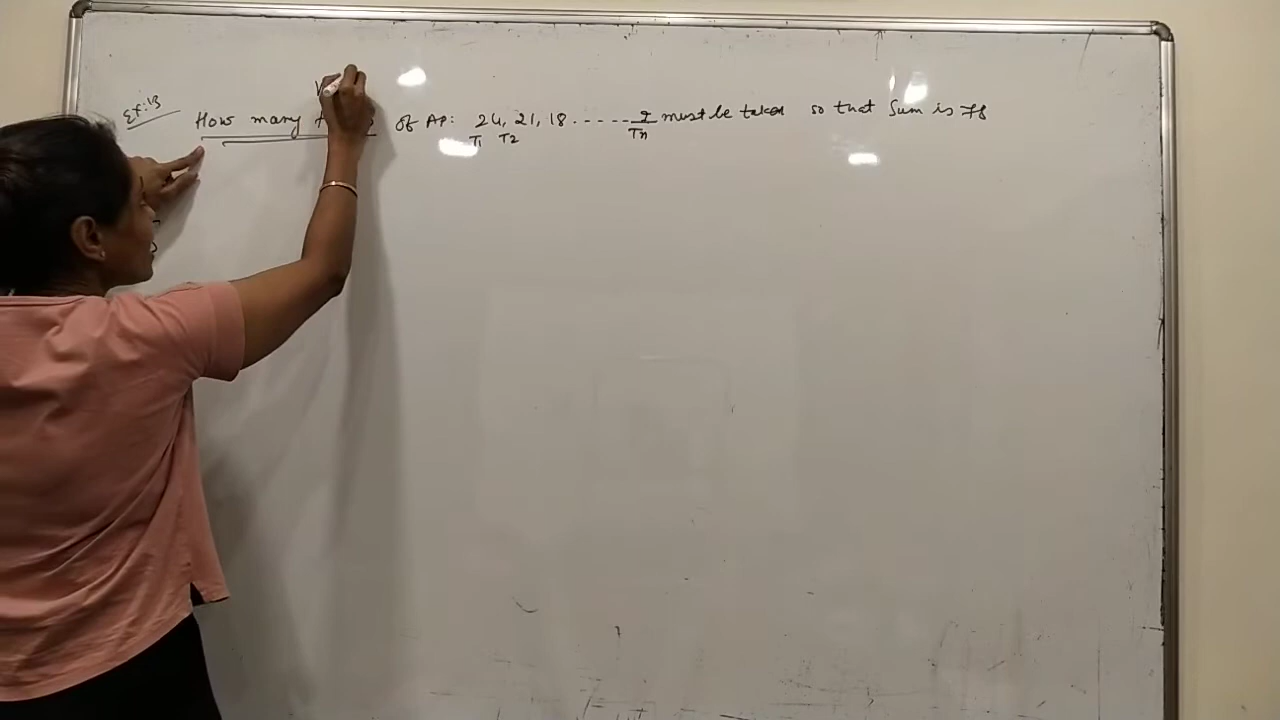 Ex:13
How many of AP: 24, 21, 18 . . . . . ? must be taken so that Sum is 78
T1 T2 Tn